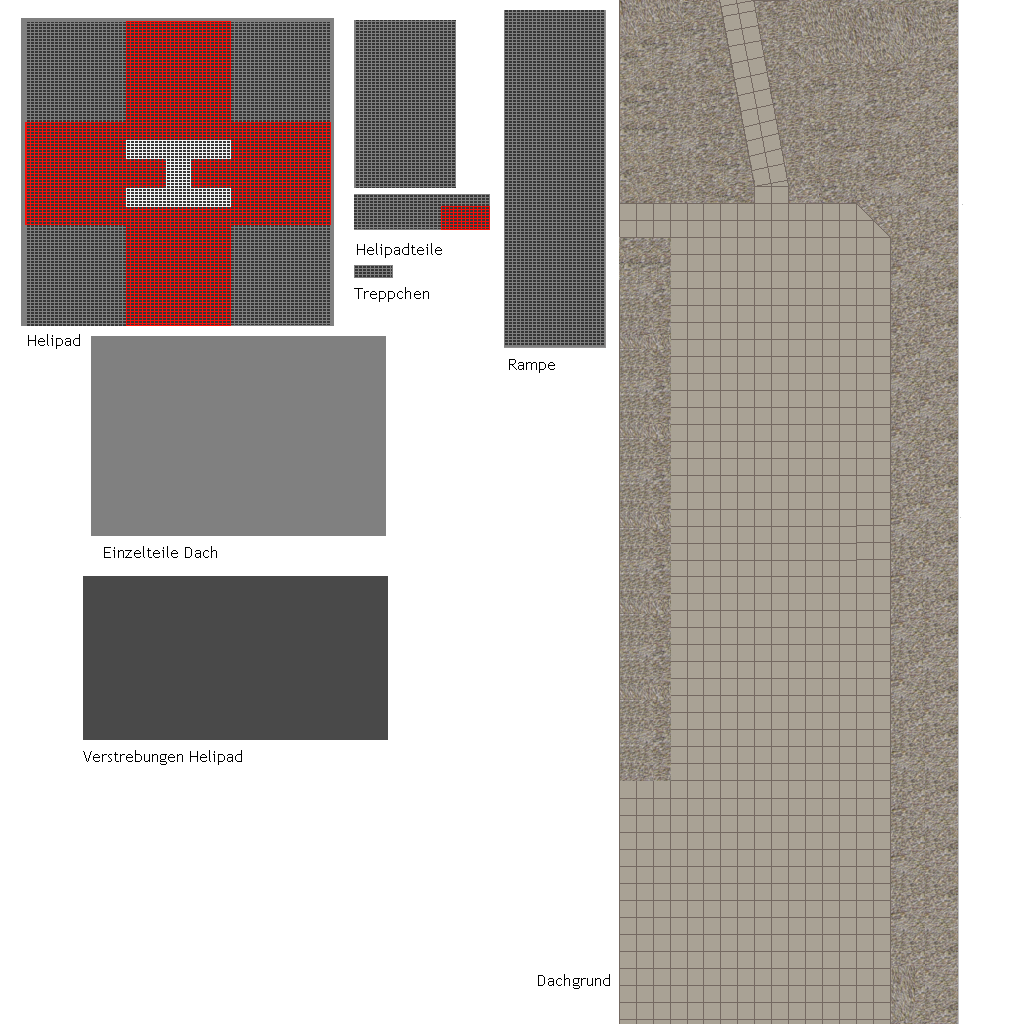 Helipadteile
Treppchen
Helipad
Rampe
Einzelteile Dach
Verstrebungen Helipad
Dachgrund